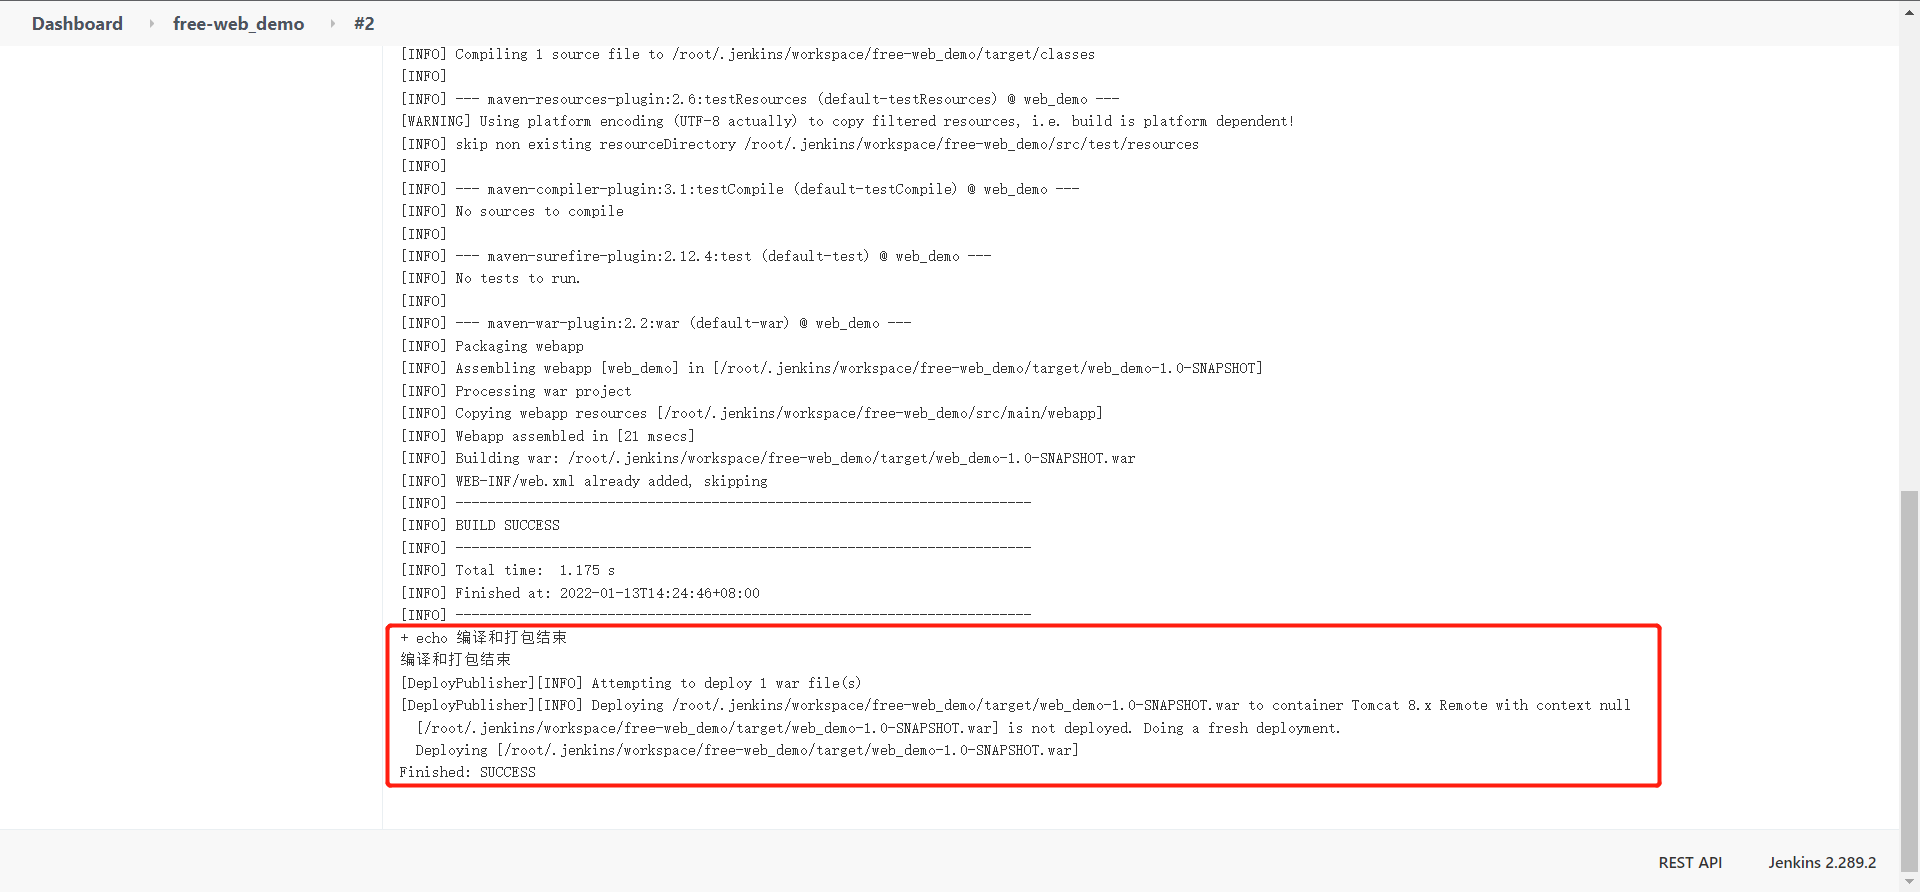 Dashboard free-web_demo #2
[INFO] Compiling 1 source file to /root/.jenkins/workspace/free-web_demo/target/classes
[INFO]
[INFO] --- maven-resources-plugin:2.6:testResources (default-testResources) @ web_demo ---
[WARNING] Using platform encoding (UTF-8 actually) to copy filtered resources, i.e. build is platform dependent!
[INFO] skip non existing resourceDirectory /root/.jenkins/workspace/free-web_demo/src/test/resources
[INFO]
[INFO] --- maven-compiler-plugin:3.1:testCompile (default-testCompile) @ web_demo ---
[INFO] No sources to compile
[INFO]
[INFO] --- maven-surefire-plugin:2.12.4:test (default-test) @ web_demo ---
[INFO] No tests to run.
[INFO]
[INFO] --- maven-war-plugin:2.2:war (default-war) @ web_demo ---
[INFO] Packaging webapp
[INFO] Assembling webapp [web_demo] in [/root/.jenkins/workspace/free-web_demo/target/web_demo-1.0-SNAPSHOT]
[INFO] Processing war project
[INFO] Copying webapp resources [/root/.jenkins/workspace/free-web_demo/src/main/webapp]
[INFO] Webapp assembled in [21 msecs]
[INFO] Building war: /root/.jenkins/workspace/free-web_demo/target/web_demo-1.0-SNAPSHOT.war
[INFO] WEB-INF/web.xml already added, skipping
[INFO] ------------------------------------------------------------------------
[INFO] BUILD SUCCESS
[INFO] ------------------------------------------------------------------------
[INFO] Total time:  1.175 s
[INFO] Finished at: 2022-01-13T14:24:46+08:00
[INFO] ------------------------------------------------------------------------
+ echo 编译和打包结束
编译和打包结束
[DeployPublisher][INFO] Attempting to deploy 1 war file(s)
[DeployPublisher][INFO] Deploying /root/.jenkins/workspace/free-web_demo/target/web_demo-1.0-SNAPSHOT.war to container Tomcat 8.x Remote with context null
[/root/.jenkins/workspace/free-web_demo/target/web_demo-1.0-SNAPSHOT.war] is not deployed. Doing a fresh deployment.
Deploying [/root/.jenkins/workspace/free-web_demo/target/web_demo-1.0-SNAPSHOT.war]
Finished: SUCCESS
REST API Jenkins 2.289.2